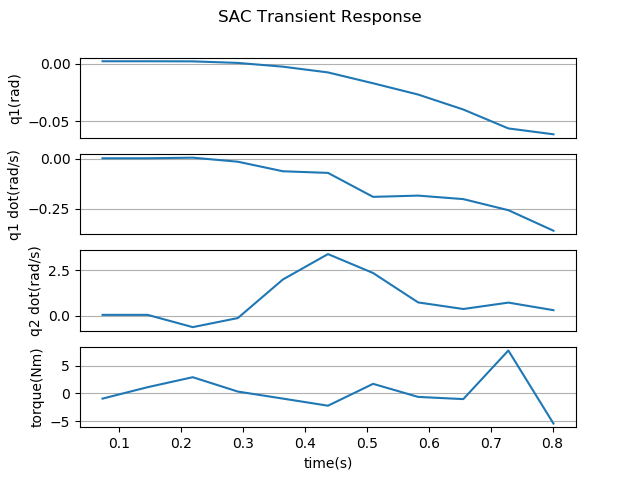 SAC Transient Response
q1(rad)
0.00
−0.05
q1 dot(rad/s)
0.00
−0.25
q2 dot(rad/s)
2.5
0.0
torque(Nm)
5
0
−5
0.1 0.2 0.3 0.4 0.5 0.6 0.7 0.8
time(s)